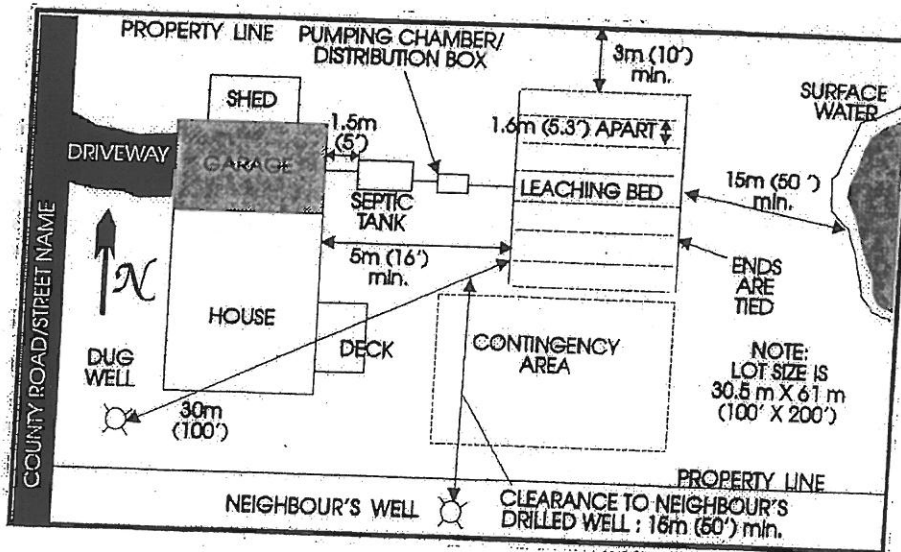 PROPERTY LINE
PUMPING CHAMBER/
DISTRIBUTION BOX
3m (10')
min.
SHED
SURFACE
WATER
1.5m
(5')
1.6m (5.3') APART
DRIVEWAY
GARAGE
SEPTIC
TANK
LEACHING BED
15m (50 ')
min.
5m (16')
min.
N
ENDS
ARE
TIED
COUNTY ROAD/STREET NAME
HOUSE
DECK
CONTINGENCY
AREA
DUG
WELL
30m
(100')
NOTE:
LOT SIZE IS
30.5 m X 61 m
(100' X 200')
PROPERTY LINE
NEIGHBOUR'S WELL
CLEARANCE TO NEIGHBOUR'S
DRILLED WELL : 15m (50') min.